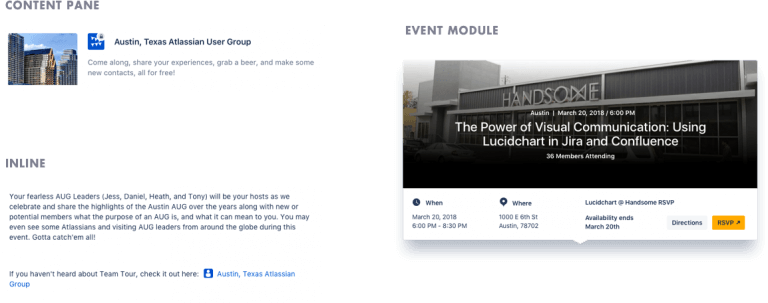 CONTENT PANE
Austin, Texas Atlassian User Group
Come along, share your experiences, grab a beer, and make some
new contacts, all for free!
INLINE
Your fearless AUG Leaders (Jess, Daniel, Heath, and Tony) will be your hosts as we
celebrate and share the highlights of the Austin AUG over the years along with new or
potential members what the purpose of an AUG is, and what it can mean to you. You may
even see some Atlassians and visiting AUG leaders from around the globe during this
event. Gotta catch'em all!
If you haven't heard about Team Tour, check it out here: Austin, Texas Atlassian
Group
EVENT MODULE
HANDSOME
Austin | March 20, 2018 / 6:00 PM
The Power of Visual Communication: Using
Lucidchart in Jira and Confluence
36 Members Attending
When
March 20, 2018
6:00 PM - 8:30 PM
Where
1000 E 6th St
Austin, 78702
Lucidchart @ Handsome RSVP
Availability ends
March 20th
Directions
RSVP ↗